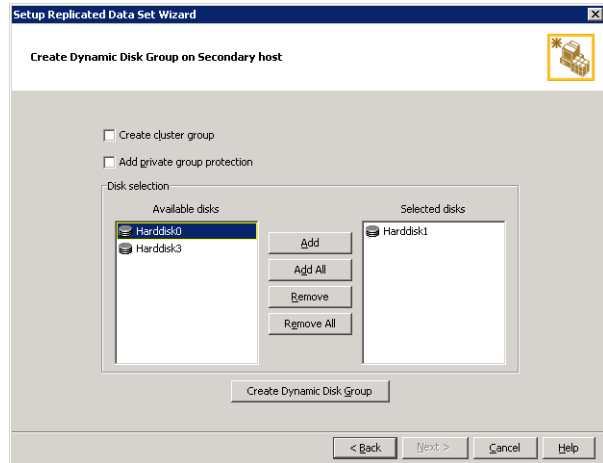 Setup Replicated Data Set Wizard
Create Dynamic Disk Group on Secondary host
Create cluster group
Add private group protection
Disk selection
Available disks
Selected disks
Harddisk0
Harddisk3
Add
Add All
Remove
Remove All
Harddisk1
Create Dynamic Disk Group
< Back
Next >
Cancel
Help